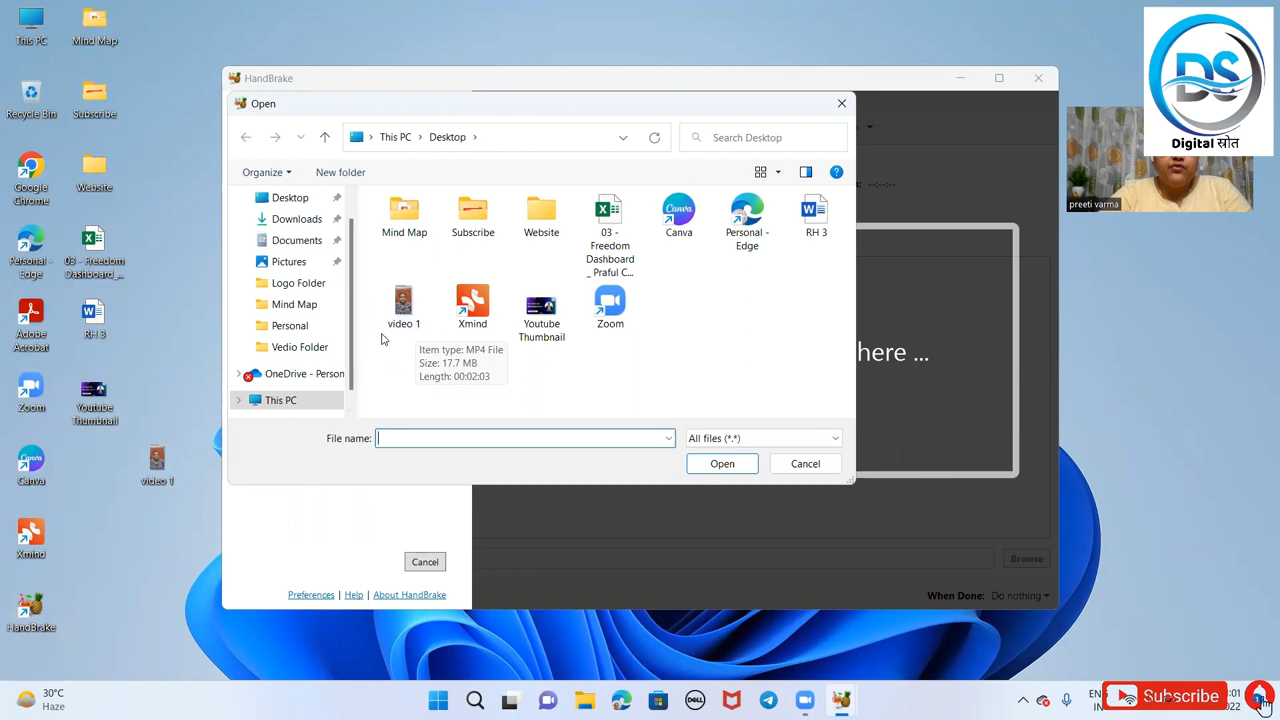 This PC
Mind Map
Recycle Bin
Subscribe
Google
Chrome
Website
Personal -
Edge
03 - Freedom
Dashboard_...
Adobe
Acrobat
RH 3
Zoom
Youtube
Thumbnail
Canva
video 1
Xmind
HandBrake
HandBrake
Open
This PC
Desktop
Search Desktop
Organize
New folder
Desktop
Downloads
Documents
Pictures
Logo Folder
Mind Map
Personal
Vedio Folder
OneDrive - Person
This PC
Mind Map
Subscribe
Website
03 -
Freedom
Dashboard
_ Praful C...
Canva
Personal -
Edge
RH 3
video 1
Xmind
Youtube
Thumbnail
Zoom
Item type: MP4 File
Size: 17.7 MB
Length: 00:02:03
File name:
All files (*.*)
Open
Cancel
--:--:--
here ...
Cancel
Browse
Preferences | Help | About HandBrake
When Done: Do nothing
DS
Digital स्रोत
preeti varma
30°C
Haze
DELL
Subscribe